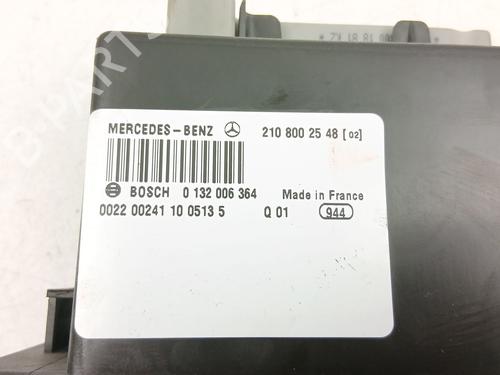 MERCEDES-BENZ 210 800 25 48 [02]
BOSCH 0 132 006 364 Made in France
0022 00241 10 0513 5 Q 01 944